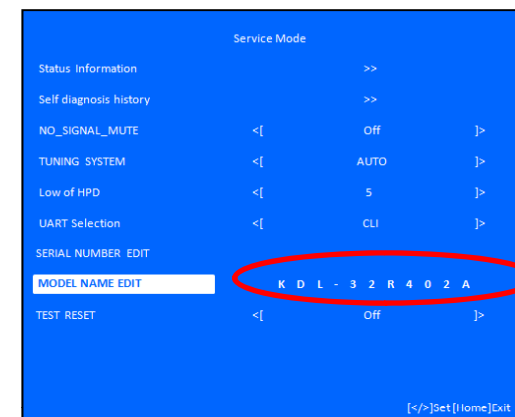 Service Mode
Status Information >>
Self diagnosis history >>
NO_SIGNAL_MUTE <[ Off ]>
TUNING SYSTEM <[ AUTO ]>
Low of HPD <[ 5 ]>
UART Selection <[ CLI ]>
SERIAL NUMBER EDIT
MODEL NAME EDIT K D L - 3 2 R 4 0 2 A
TEST RESET <[ Off ]>
[</>]Set[Home]Exit